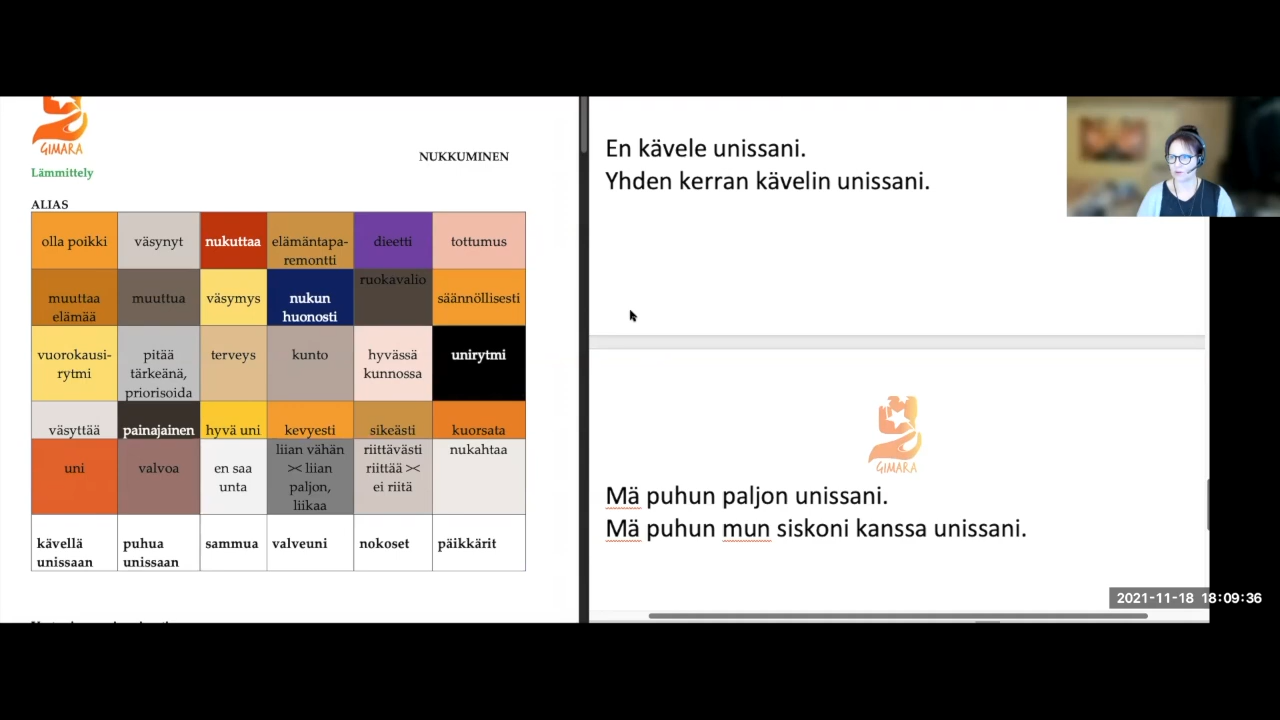 GIMARA
NUKKUMINEN
Lämmittely
ALIAS
olla poikki
väsynyt
nukuttaa
elämäntapa-
remontti
dieetti
tottumus
muuttaa
elämää
muuttua
väsymys
nukun
huonosti
ruokavalio
säännöllisesti
vuorokausi-
rytmi
pitää
tärkeänä,
priorisoida
terveys
kunto
hyvässä
kunnossa
unirytmi
väsyttää
painajainen
hyvä uni
kevyesti
sikeästi
kuorsata
uni
valvoa
en saa
unta
liian vähän
>< liian
paljon,
liikaa
riittävästi
riittää ><
ei riitä
nukahtaa
kävellä
unissaan
puhua
unissaan
sammua
valveuni
nokoset
päikkärit
En kävele unissani.
Yhden kerran kävelin unissani.
GIMARA
Mä puhun paljon unissani.
Mä puhun mun siskoni kanssa unissani.
2021-11-18 18:09:36